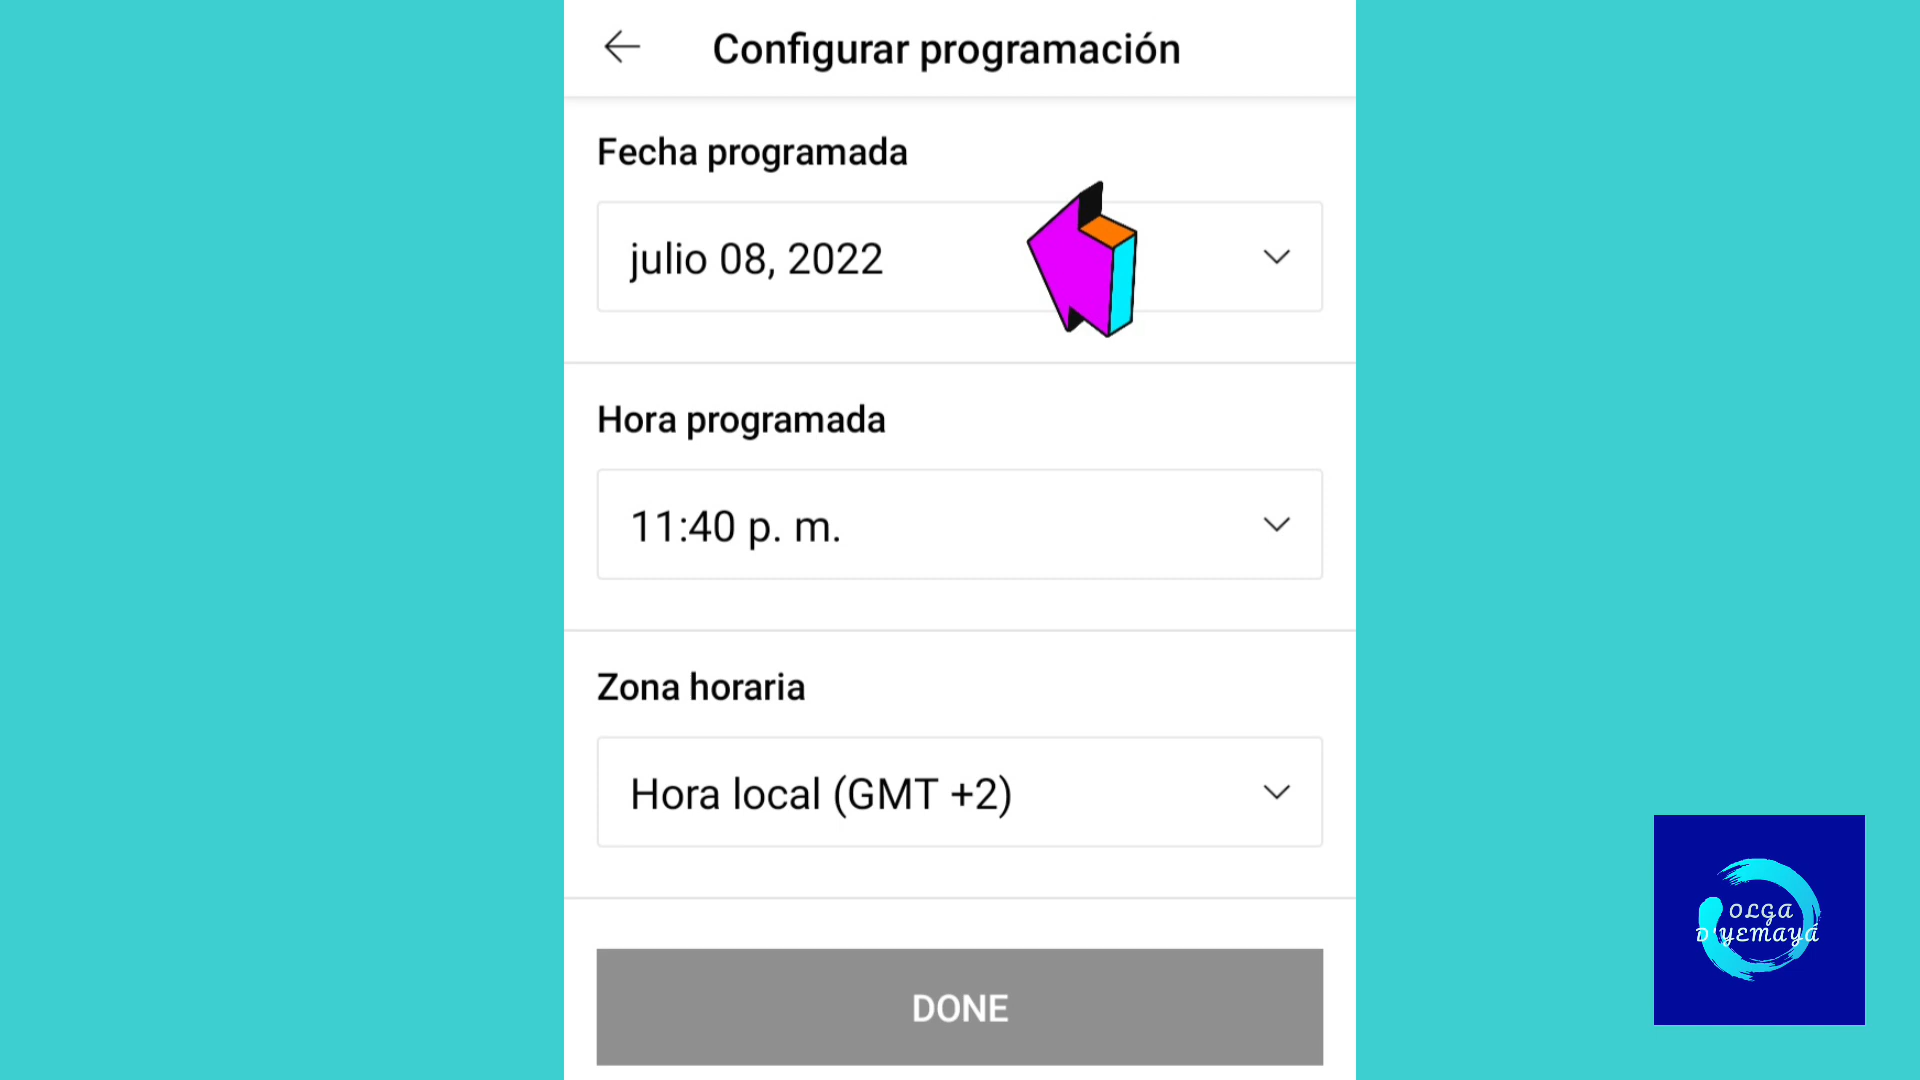 Configurar programación
Fecha programada
julio 08, 2022
Hora programada
11:40 p. m.
Zona horaria
Hora local (GMT +2)
DONE
OLGA
D'YEMAYÁ